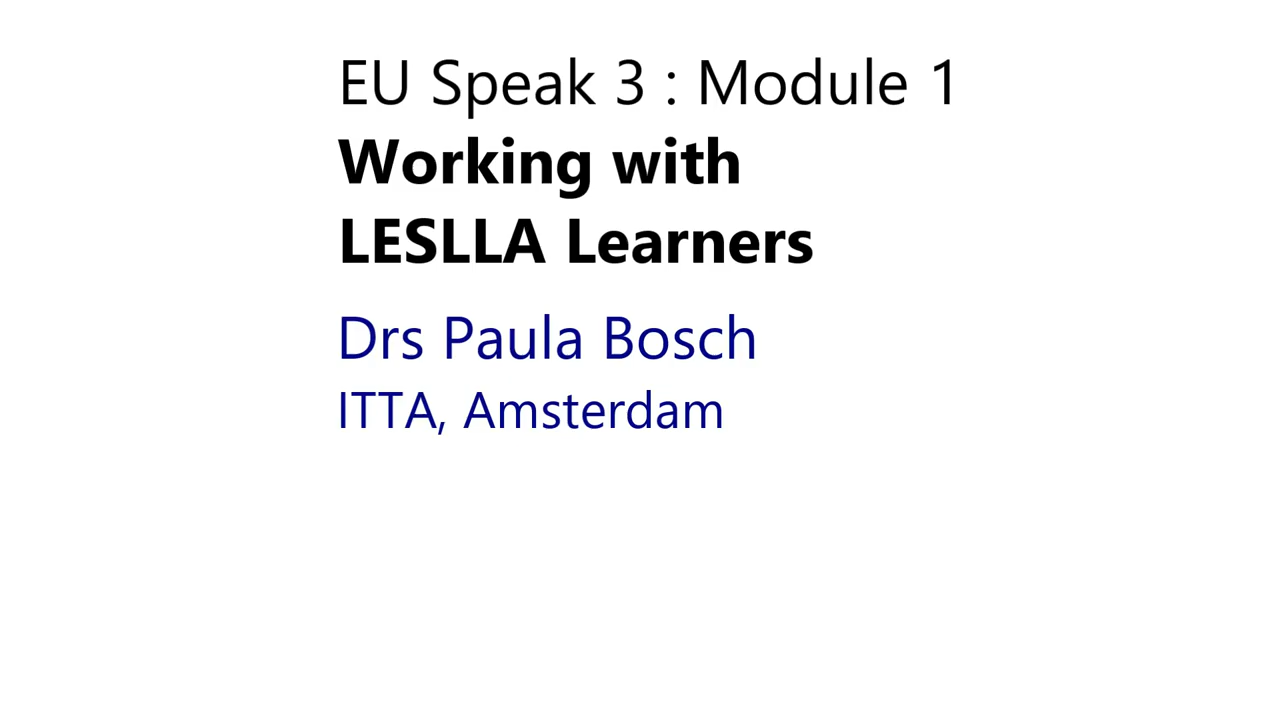 EU Speak 3 : Module 1
Working with
LESLLA Learners
Drs Paula Bosch
ITTA, Amsterdam